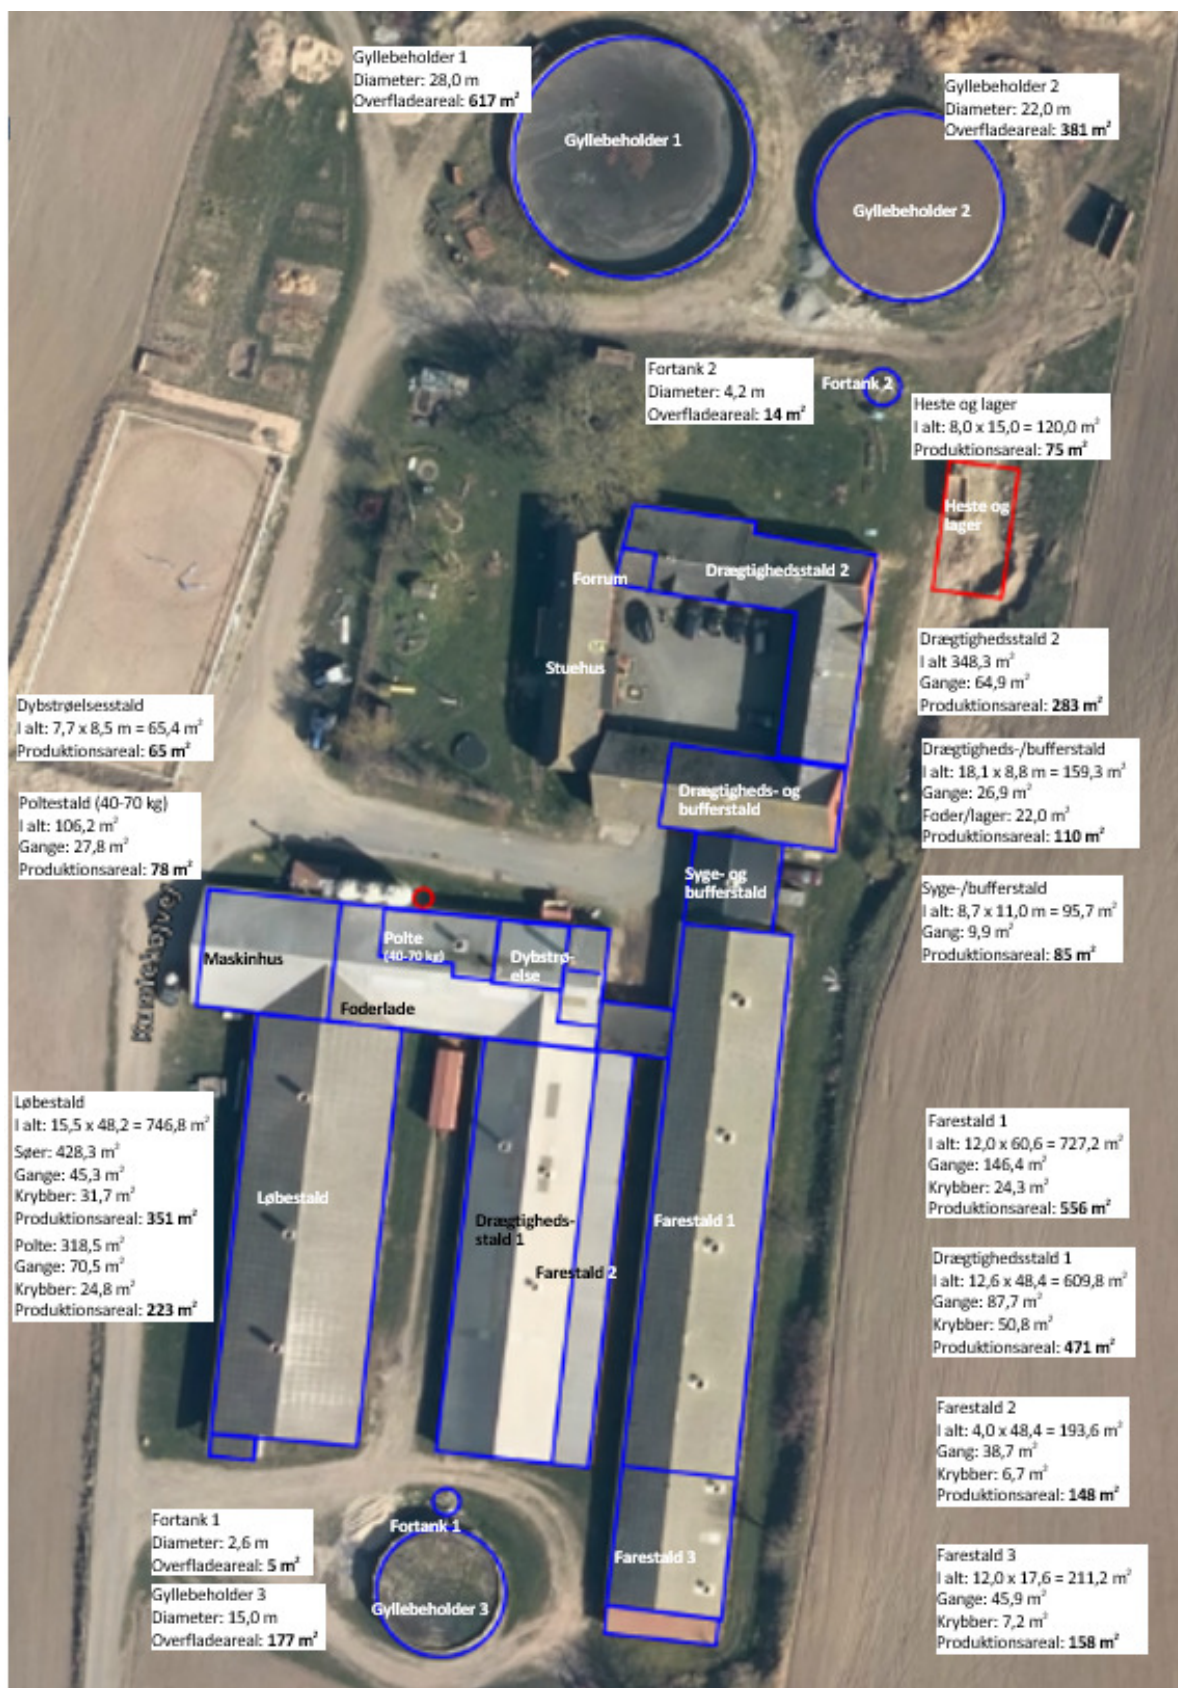 Gyllebeholder 1
Diameter: 28,0 m
Overfladeareal: 617 m²
Gyllebeholder 1
Gyllebeholder 2
Diameter: 22,0 m
Overfladeareal: 381 m²
Gyllebeholder 2
Fortank 2
Diameter: 4,2 m
Overfladeareal: 14 m²
Fortank 2
Heste og lager
I alt: 8,0 x 15,0 = 120,0 m²
Produktionsareal: 75 m²
Heste og
lager
Drægtighedsstald 2
Forrum
Stuehus
Drægtighedsstald 2
I alt 348,3 m²
Gange: 64,9 m²
Produktionsareal: 283 m²
Dybstrøelsesstald
I alt: 7,7 x 8,5 m = 65,4 m²
Produktionsareal: 65 m²
Drægtigheds-/bufferstald
I alt: 18,1 x 8,8 m = 159,3 m²
Gange: 26,9 m²
Foder/lager: 22,0 m²
Produktionsareal: 110 m²
Drægtigheds- og
bufferstald
Poltestald (40-70 kg)
I alt: 106,2 m²
Gange: 27,8 m²
Produktionsareal: 78 m²
Syge- og
bufferstald
Syge-/bufferstald
I alt: 8,7 x 11,0 m = 95,7 m²
Gang: 9,9 m²
Produktionsareal: 85 m²
Maskinhus
Polte
(40-70 kg)
Dybstrø-
else
Foderlade
Løbestald
I alt: 15,5 x 48,2 = 746,8 m²
Søer: 428,3 m²
Gange: 45,3 m²
Krybber: 31,7 m²
Produktionsareal: 351 m²
Polte: 318,5 m²
Gange: 70,5 m²
Krybber: 24,8 m²
Produktionsareal: 223 m²
Løbestald
Drægtigheds-
stald 1
Farestald 2
Farestald 1
Farestald 1
I alt: 12,0 x 60,6 = 727,2 m²
Gange: 146,4 m²
Krybber: 24,3 m²
Produktionsareal: 556 m²
Drægtighedsstald 1
I alt: 12,6 x 48,4 = 609,8 m²
Gange: 87,7 m²
Krybber: 50,8 m²
Produktionsareal: 471 m²
Farestald 2
I alt: 4,0 x 48,4 = 193,6 m²
Gang: 38,7 m²
Krybber: 6,7 m²
Produktionsareal: 148 m²
Fortank 1
Diameter: 2,6 m
Overfladeareal: 5 m²
Fortank 1
Gyllebeholder 3
Diameter: 15,0 m
Overfladeareal: 177 m²
Gyllebeholder 3
Farestald 3
Farestald 3
I alt: 12,0 x 17,6 = 211,2 m²
Gange: 45,9 m²
Krybber: 7,2 m²
Produktionsareal: 158 m²